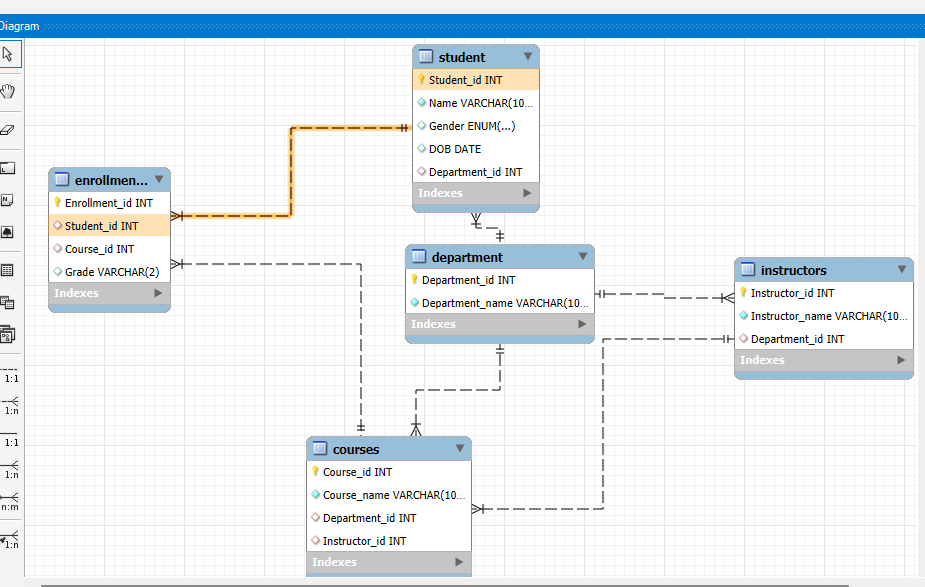 Diagram
student
Student_id INT
Name VARCHAR(10...
Gender ENUM(...)
DOB DATE
Department_id INT
Indexes
enrollmen...
Enrollment_id INT
Student_id INT
Course_id INT
Grade VARCHAR(2)
Indexes
department
Department_id INT
Department_name VARCHAR(10...
Indexes
instructors
Instructor_id INT
Instructor_name VARCHAR(10...
Department_id INT
Indexes
courses
Course_id INT
Course_name VARCHAR(10...
Department_id INT
Instructor_id INT
Indexes
1:1
1:n
1:1
1:n
n:m
1:n